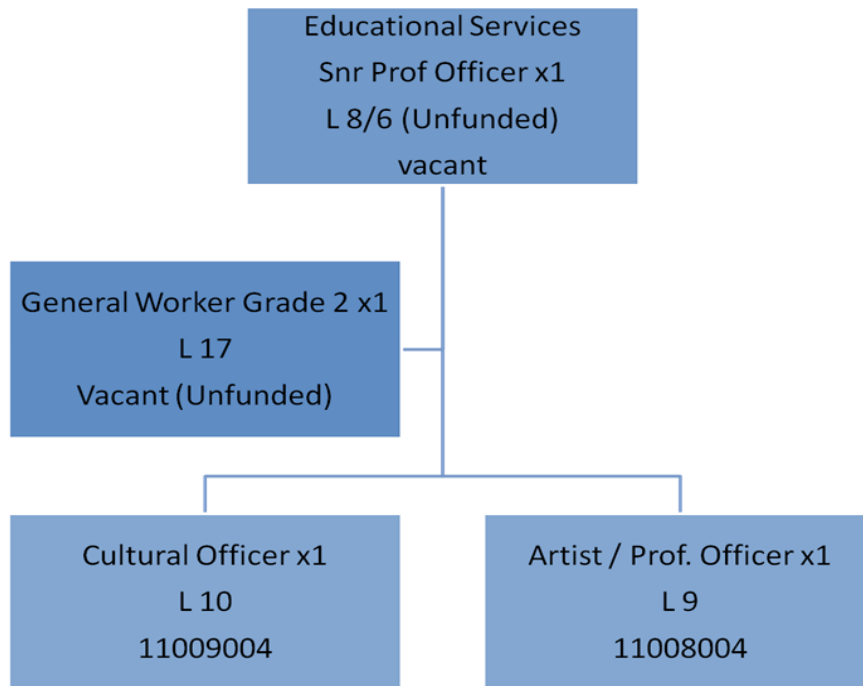 Educational Services
Snr Prof Officer x1
L 8/6 (Unfunded)
vacant
General Worker Grade 2 x1
L 17
Vacant (Unfunded)
Cultural Officer x1
L 10
11009004
Artist / Prof. Officer x1
L 9
11008004